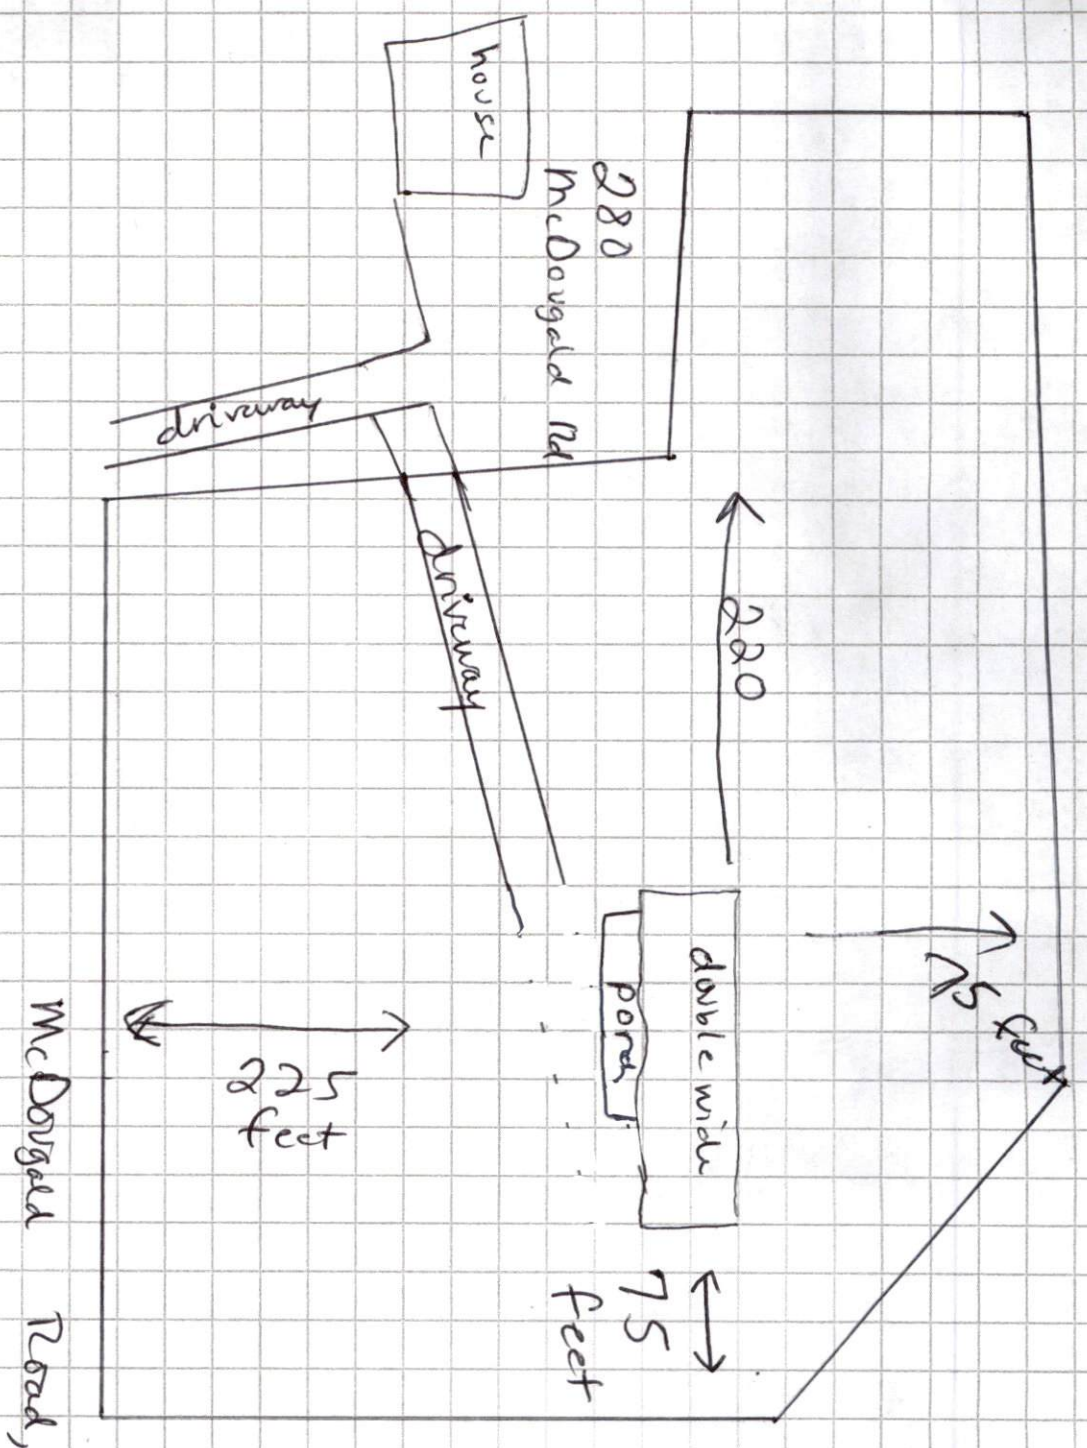 house
280
McDougald Rd
driveway
driveway
220
75 feet
double wide
porch
225
feet
75
feet
McDougald Road,